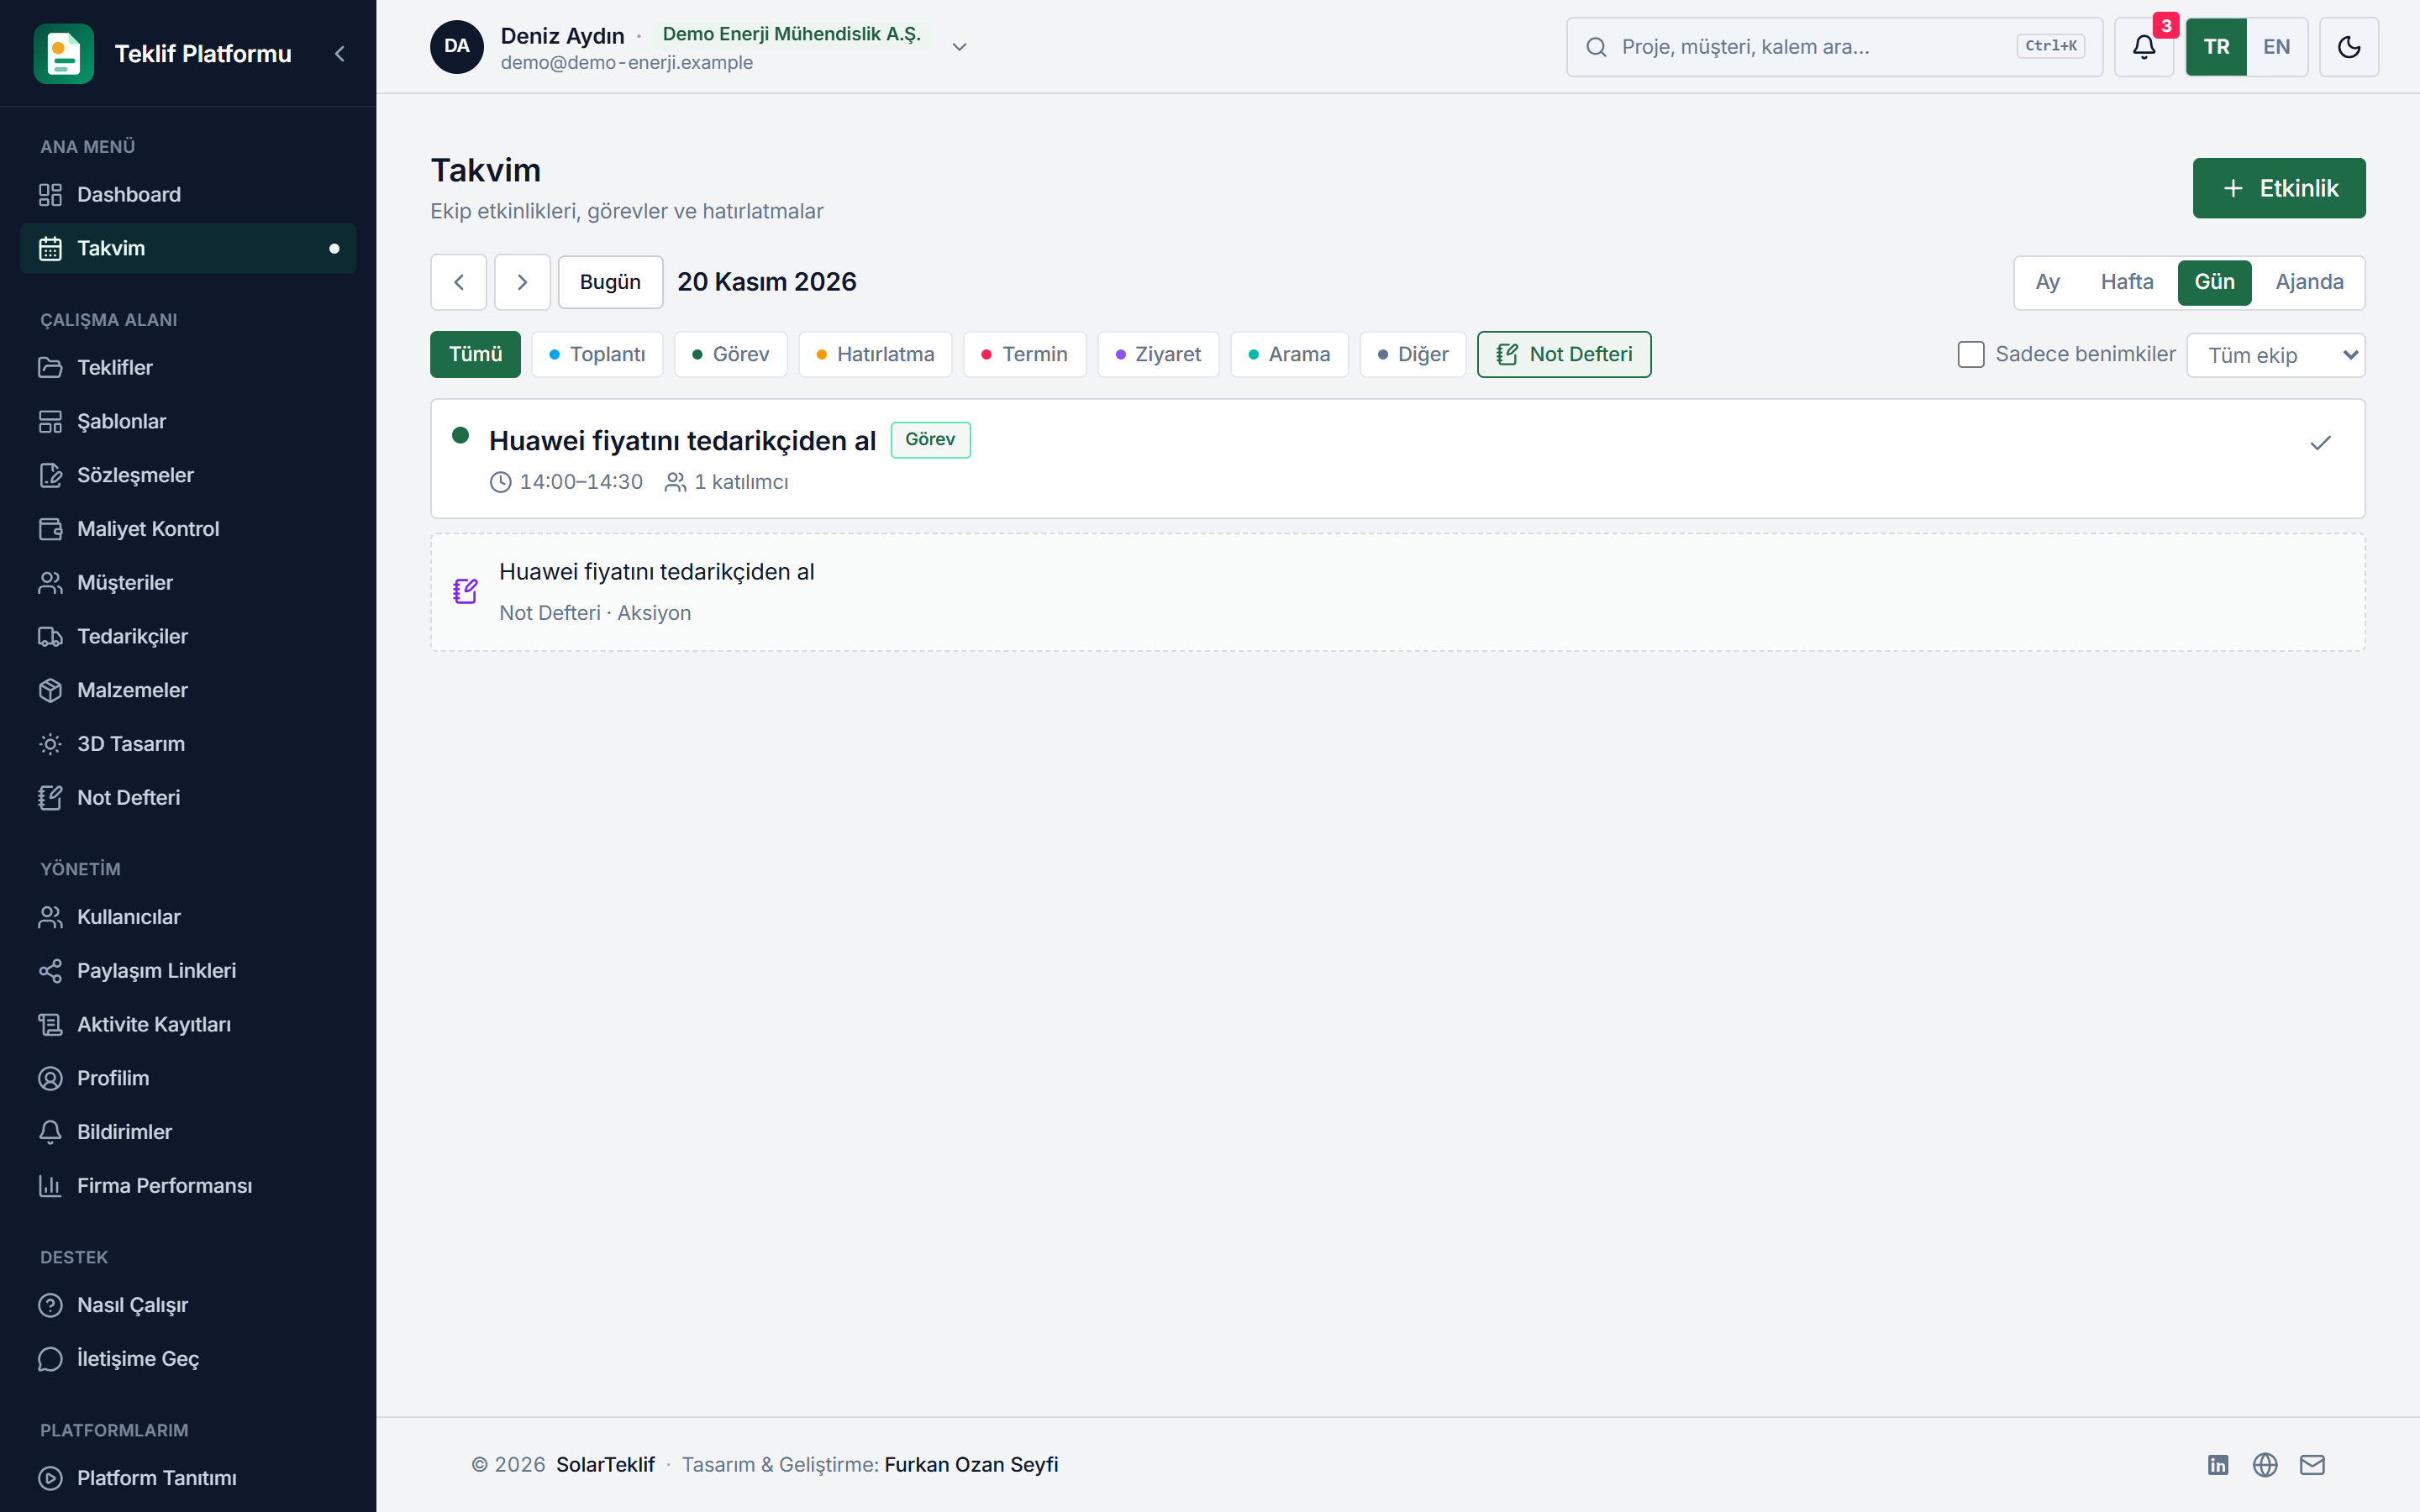 Teklif Platformu
ANA MENÜ
Dashboard
Takvim
ÇALIŞMA ALANI
Teklifler
Şablonlar
Sözleşmeler
Maliyet Kontrol
Müşteriler
Tedarikçiler
Malzemeler
3D Tasarım
Not Defteri
YÖNETİM
Kullanıcılar
Paylaşım Linkleri
Aktivite Kayıtları
Profilim
Bildirimler
Firma Performansı
DESTEK
Nasıl Çalışır
İletişime Geç
PLATFORMLARIM
Platform Tanıtımı
DA
Deniz Aydın · Demo Enerji Mühendislik A.Ş.
demo@demo-enerji.example
Proje, müşteri, kalem ara... Ctrl+K
3
TR EN
Takvim
Ekip etkinlikleri, görevler ve hatırlatmalar
Etkinlik
Bugün 20 Kasım 2026
Ay Hafta Gün Ajanda
Tümü Toplantı Görev Hatırlatma Termin Ziyaret Arama Diğer Not Defteri
Sadece benimkiler Tüm ekip
Huawei fiyatını tedarikçiden al Görev
14:00–14:30 1 katılımcı
Huawei fiyatını tedarikçiden al
Not Defteri · Aksiyon
© 2026 SolarTeklif · Tasarım & Geliştirme: Furkan Ozan Seyfi
in